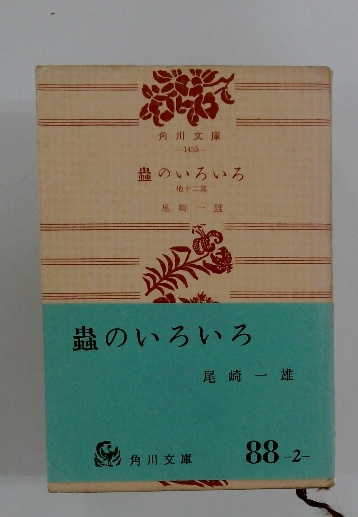 角川文庫
—1433—
蟲のいろいろ
他十二篇
尾崎一雄
蟲のいろいろ
尾崎一雄
角川文庫
88-2-